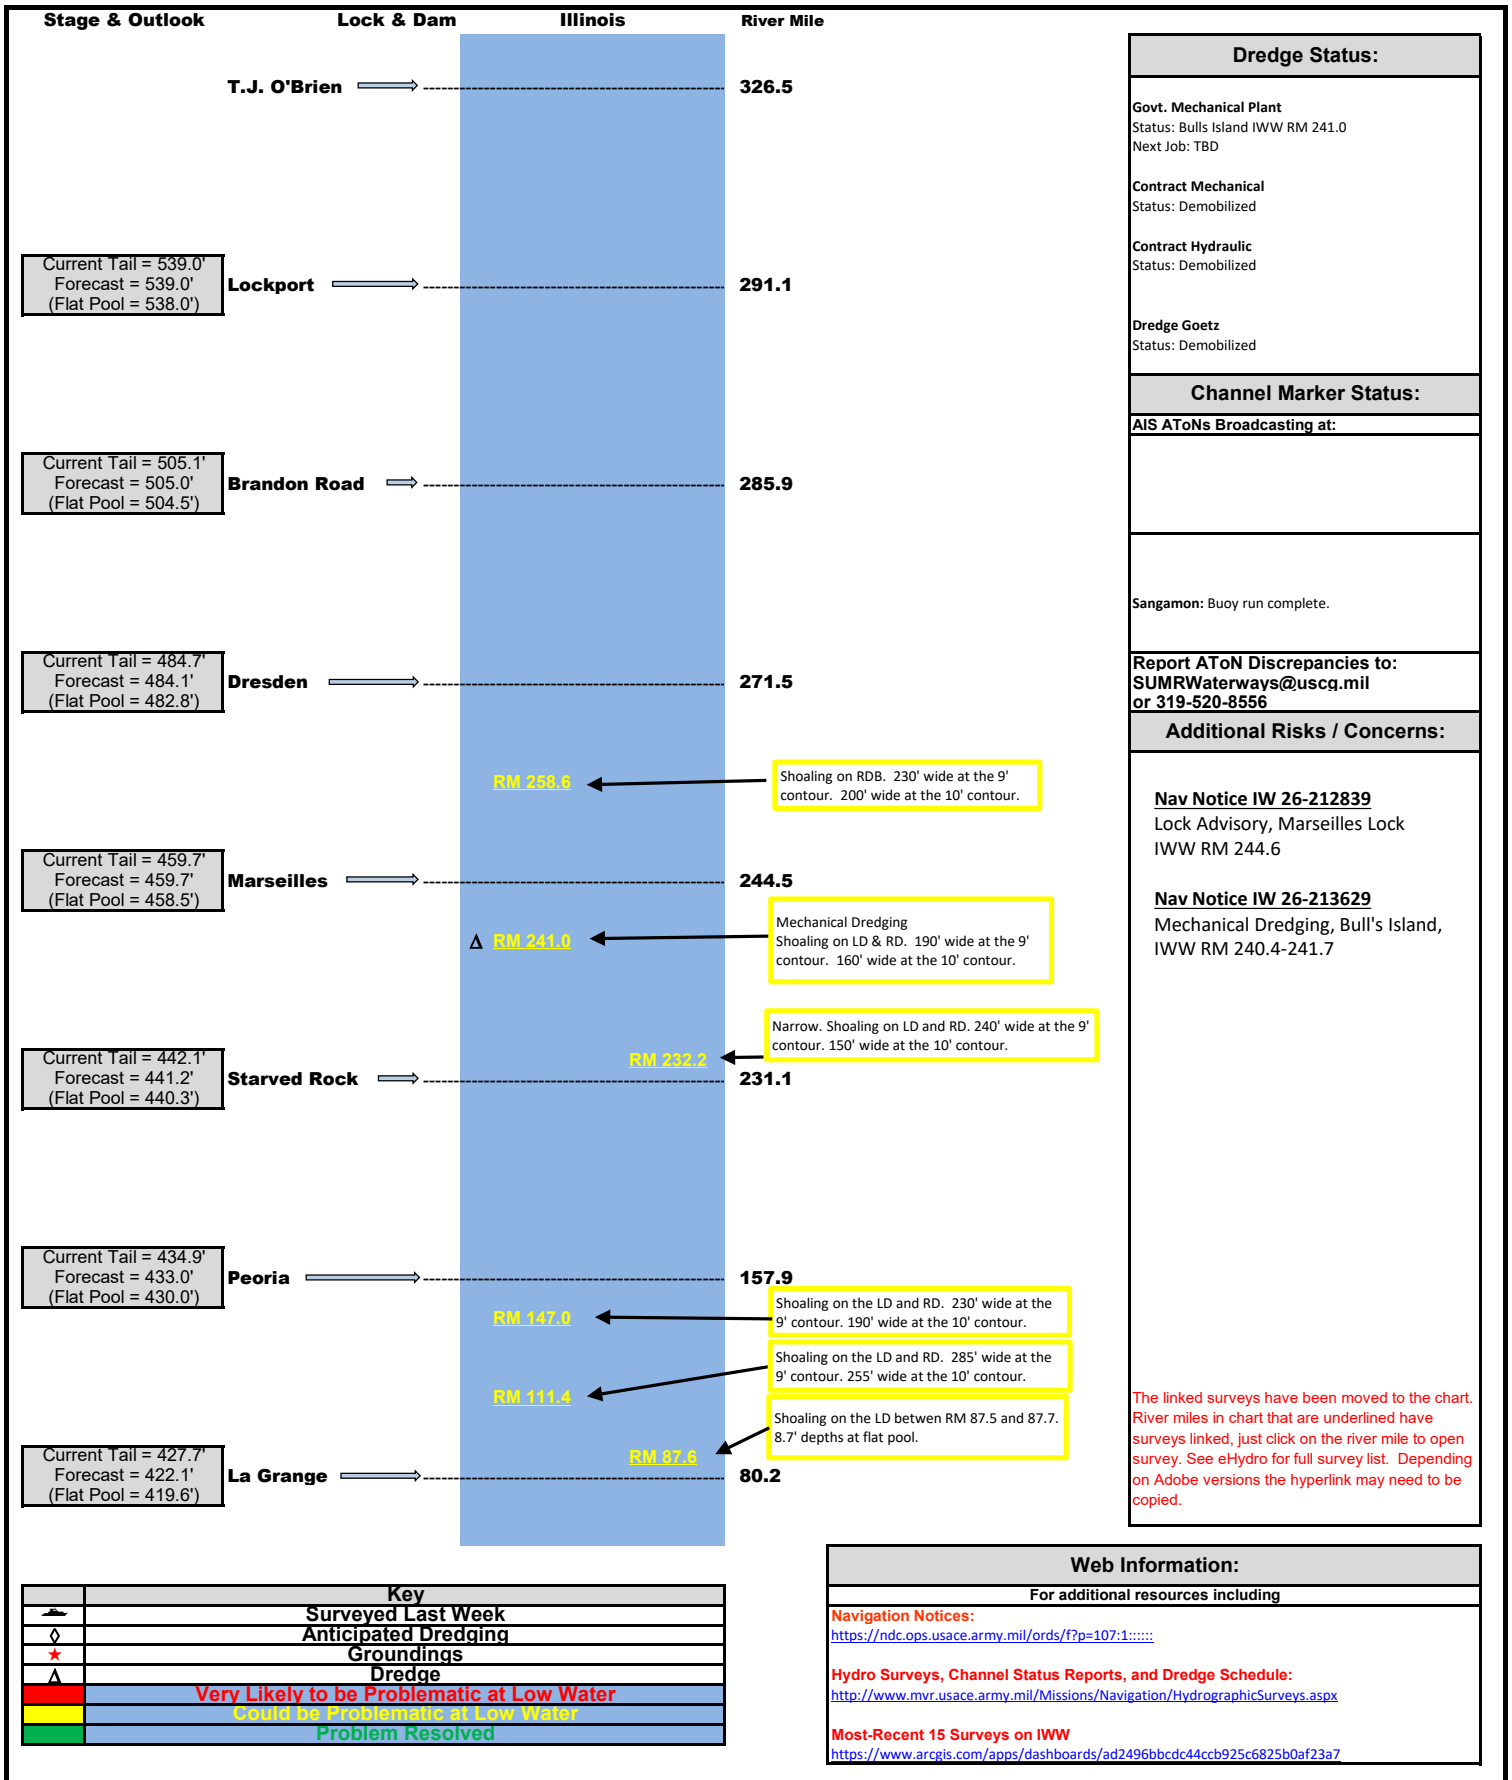 Stage & Outlook Lock & Dam Illinois River Mile
T.J. O'Brien 326.5
Current Tail = 539.0'
Forecast = 539.0'
(Flat Pool = 538.0')
Lockport 291.1
Current Tail = 505.1'
Forecast = 505.0'
(Flat Pool = 504.5')
Brandon Road 285.9
Current Tail = 484.7'
Forecast = 484.1'
(Flat Pool = 482.8')
Dresden 271.5
RM 258.6
Shoaling on RDB. 230' wide at the 9'
contour. 200' wide at the 10' contour.
Current Tail = 459.7'
Forecast = 459.7'
(Flat Pool = 458.5')
Marseilles 244.5
Δ RM 241.0
Mechanical Dredging
Shoaling on LD & RD. 190' wide at the 9'
contour. 160' wide at the 10' contour.
Narrow. Shoaling on LD and RD. 240' wide at the 9'
contour. 150' wide at the 10' contour.
RM 232.2
Current Tail = 442.1'
Forecast = 441.2'
(Flat Pool = 440.3')
Starved Rock 231.1
Current Tail = 434.9'
Forecast = 433.0'
(Flat Pool = 430.0')
Peoria 157.9
RM 147.0
Shoaling on the LD and RD. 230' wide at the
9' contour. 190' wide at the 10' contour.
Shoaling on the LD and RD. 285' wide at the
9' contour. 255' wide at the 10' contour.
RM 111.4
Shoaling on the LD betwen RM 87.5 and 87.7.
8.7' depths at flat pool.
RM 87.6
Current Tail = 427.7'
Forecast = 422.1'
(Flat Pool = 419.6')
La Grange 80.2
Dredge Status:
Govt. Mechanical Plant
Status: Bulls Island IWW RM 241.0
Next Job: TBD
Contract Mechanical
Status: Demobilized
Contract Hydraulic
Status: Demobilized
Dredge Goetz
Status: Demobilized
Channel Marker Status:
AIS AToNs Broadcasting at:
Sangamon: Buoy run complete.
Report AToN Discrepancies to:
SUMRWaterways@uscg.mil
or 319-520-8556
Additional Risks / Concerns:
Nav Notice IW 26-212839
Lock Advisory, Marseilles Lock
IWW RM 244.6
Nav Notice IW 26-213629
Mechanical Dredging, Bull's Island,
IWW RM 240.4-241.7
The linked surveys have been moved to the chart.
River miles in chart that are underlined have
surveys linked, just click on the river mile to open
survey. See eHydro for full survey list. Depending
on Adobe versions the hyperlink may need to be
copied.
Key
Surveyed Last Week
◊ Anticipated Dredging
★ Groundings
Δ Dredge
Very Likely to be Problematic at Low Water
Could be Problematic at Low Water
Problem Resolved
Web Information:
For additional resources including
Navigation Notices:
https://ndc.ops.usace.army.mil/ords/f?p=107:1::::::
Hydro Surveys, Channel Status Reports, and Dredge Schedule:
http://www.mvr.usace.army.mil/Missions/Navigation/HydrographicSurveys.aspx
Most-Recent 15 Surveys on IWW
https://www.arcgis.com/apps/dashboards/ad2496bbcdc44ccb925c6825b0af23a7